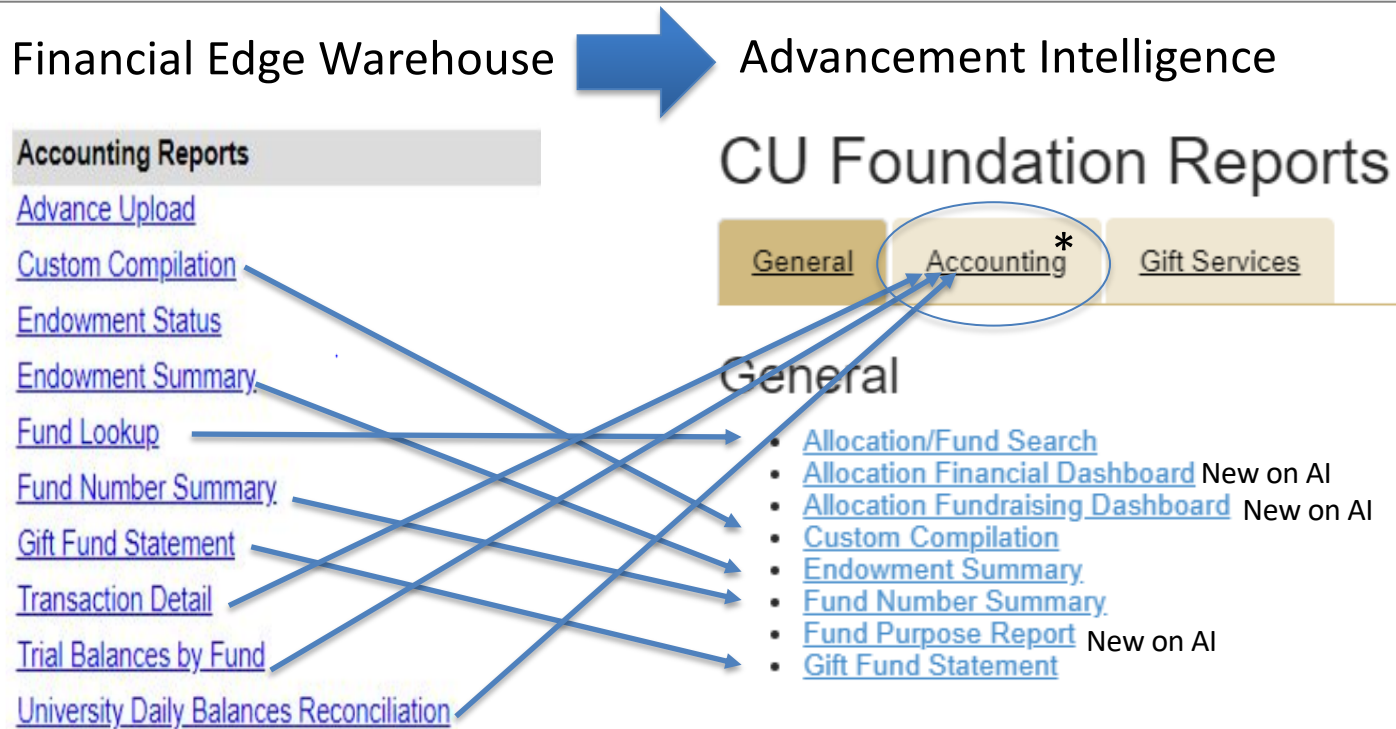 Financial Edge Warehouse
Advancement Intelligence
Accounting Reports
Advance Upload
Custom Compilation
Endowment Status
Endowment Summary
Fund Lookup
Fund Number Summary
Gift Fund Statement
Transaction Detail
Trial Balances by Fund
University Daily Balances Reconciliation
CU Foundation Reports
General
Accounting *
Gift Services
General
• Allocation/Fund Search
• Allocation Financial Dashboard New on AI
• Allocation Fundraising Dashboard New on AI
• Custom Compilation
• Endowment Summary
• Fund Number Summary
• Fund Purpose Report New on AI
• Gift Fund Statement